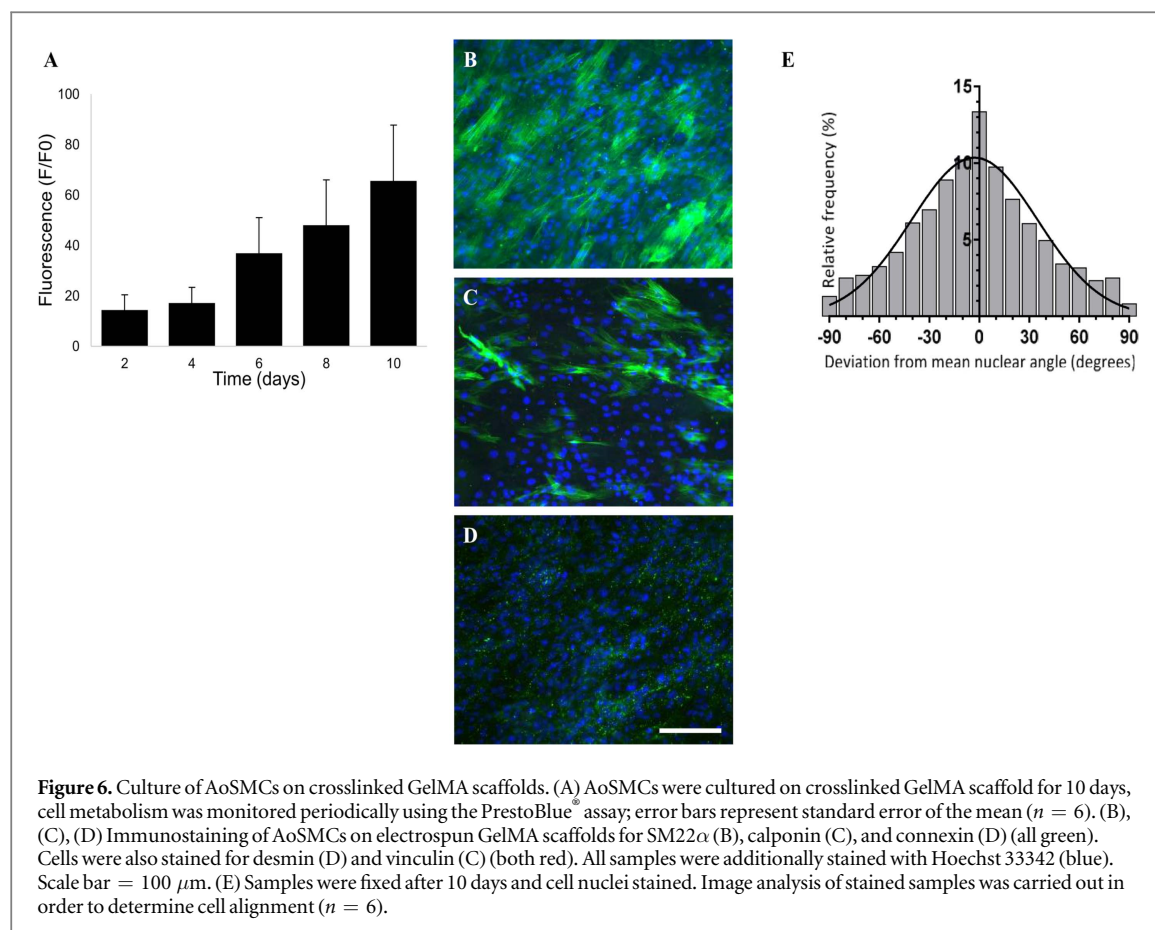 A
B
E
100
80
60
40
20
0
Fluorescence (F/F0)
2 4 6 8 10
Time (days)
C
D
15
10
5
Relative frequency (%)
-90 -60 -30 0 30 60 90
Deviation from mean nuclear angle (degrees)
Figure 6. Culture of AoSMCs on crosslinked GelMA scaffolds. (A) AoSMCs were cultured on crosslinked GelMA scaffold for 10 days,
cell metabolism was monitored periodically using the PrestoBlue® assay; error bars represent standard error of the mean (n = 6). (B),
(C), (D) Immunostaining of AoSMCs on electrospun GelMA scaffolds for SM22α (B), calponin (C), and connexin (D) (all green).
Cells were also stained for desmin (D) and vinculin (C) (both red). All samples were additionally stained with Hoechst 33342 (blue).
Scale bar = 100 μm. (E) Samples were fixed after 10 days and cell nuclei stained. Image analysis of stained samples was carried out in
order to determine cell alignment (n = 6).